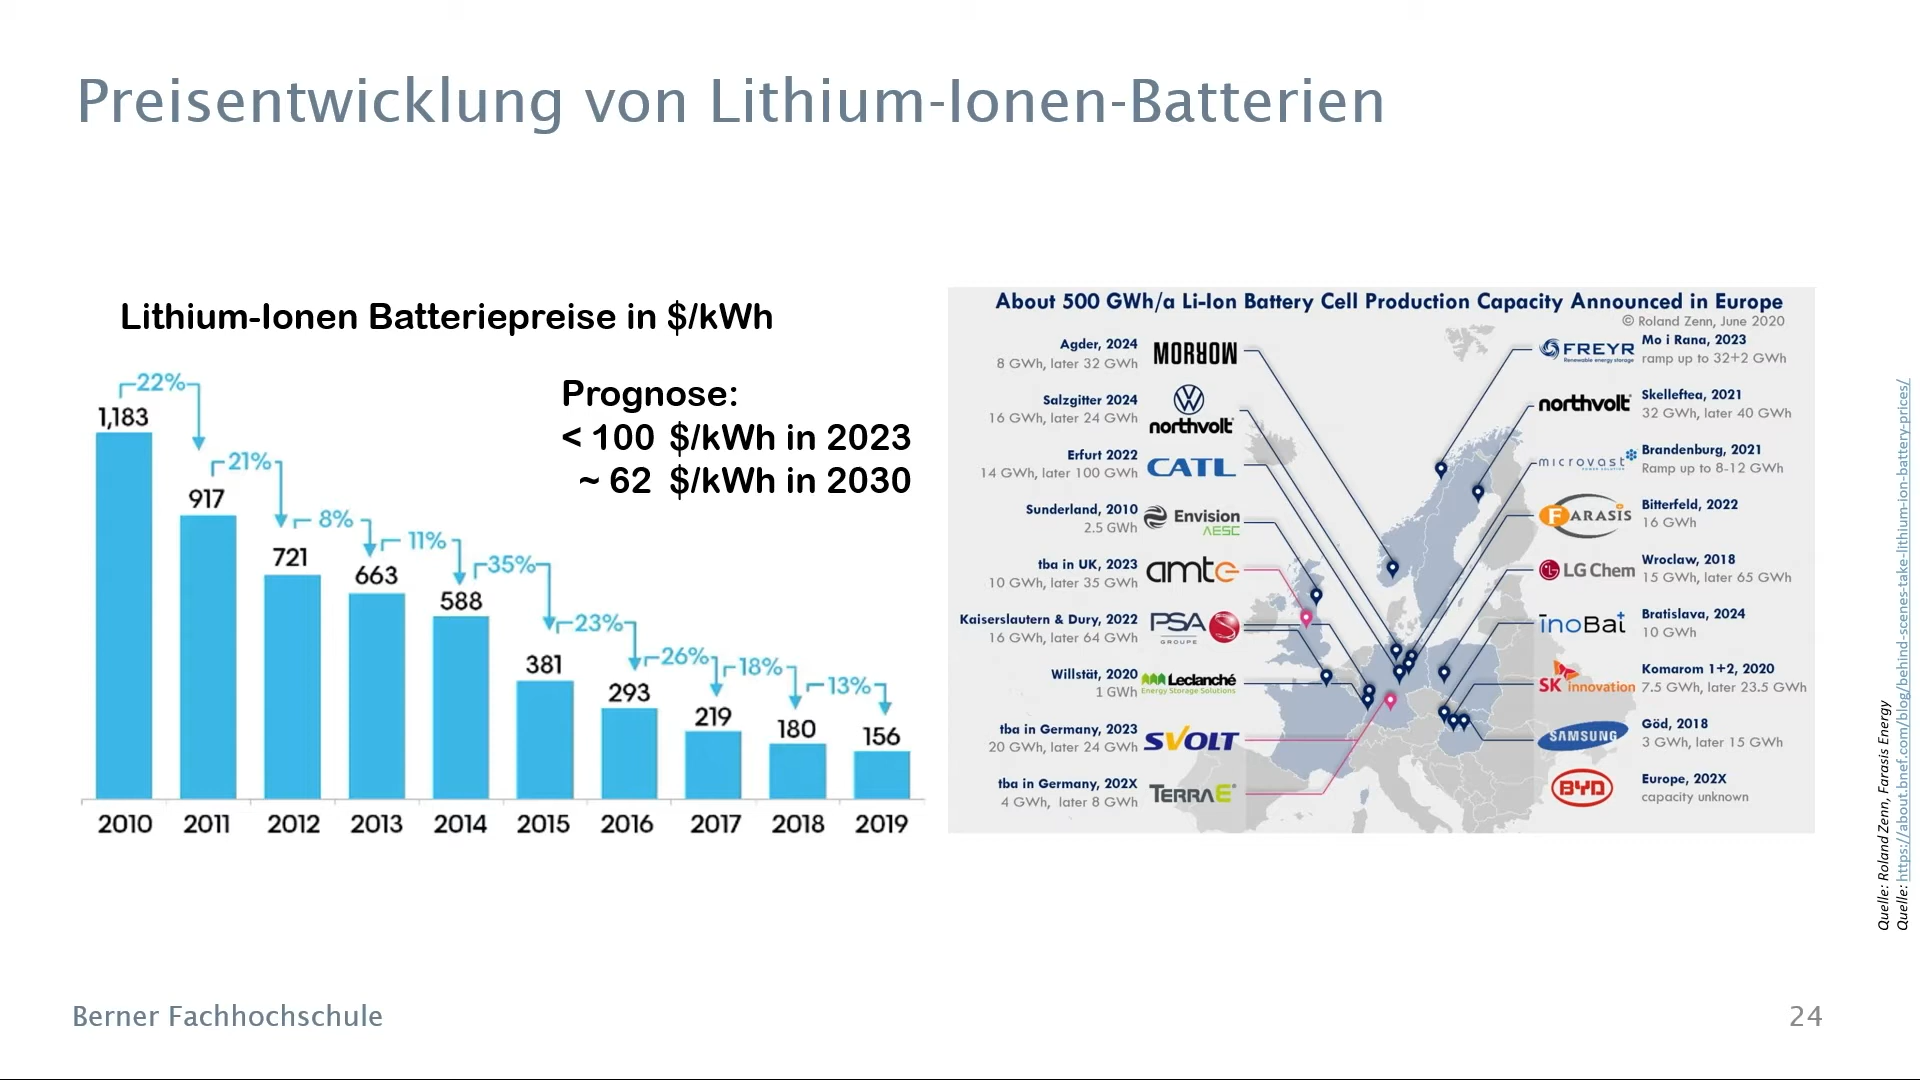 Preisentwicklung von Lithium-Ionen-Batterien
Lithium-Ionen Batteriepreise in $/kWh
Prognose:
< 100 $/kWh in 2023
~ 62 $/kWh in 2030
22%
21%
8%
11%
35%
23%
26%
18%
13%
1,183
917
721
663
588
381
293
219
180
156
2010 2011 2012 2013 2014 2015 2016 2017 2018 2019
About 500 GWh/a Li-Ion Battery Cell Production Capacity Announced in Europe
© Roland Zenn, June 2020
Agder, 2024
8 GWh, later 32 GWh
MORROW
Salzgitter 2024
16 GWh, later 24 GWh
northvolt
Erfurt 2022
14 GWh, later 100 GWh
CATL
Sunderland, 2010
2.5 GWh
Envision
AESC
tba in UK, 2023
10 GWh, later 35 GWh
amte
Kaiserslautern & Dury, 2022
16 GWh, later 64 GWh
PSA
GROUPE
Willstät, 2020
1 GWh
Leclanché
Energy Storage Solutions
tba in Germany, 2023
20 GWh, later 24 GWh
SVOLT
tba in Germany, 202X
4 GWh, later 8 GWh
TERRAE
FREYR
Renewable energy storage
Mo i Rana, 2023
ramp up to 32+2 GWh
northvolt
Skelleftea, 2021
32 GWh, later 40 GWh
microvast
POWER SOLUTION
Brandenburg, 2021
Ramp up to 8-12 GWh
FARASIS
Bitterfeld, 2022
16 GWh
LG Chem
Wroclaw, 2018
15 GWh, later 65 GWh
inoBat
Bratislava, 2024
10 GWh
SK innovation
Komarom 1+2, 2020
7.5 GWh, later 23.5 GWh
SAMSUNG
Göd, 2018
3 GWh, later 15 GWh
BYD
Europe, 202X
capacity unknown
Quelle: Roland Zenn, Farasis Energy
Quelle: https://about.bnef.com/blog/behind-scenes-take-lithium-ion-battery-prices/
Berner Fachhochschule
24